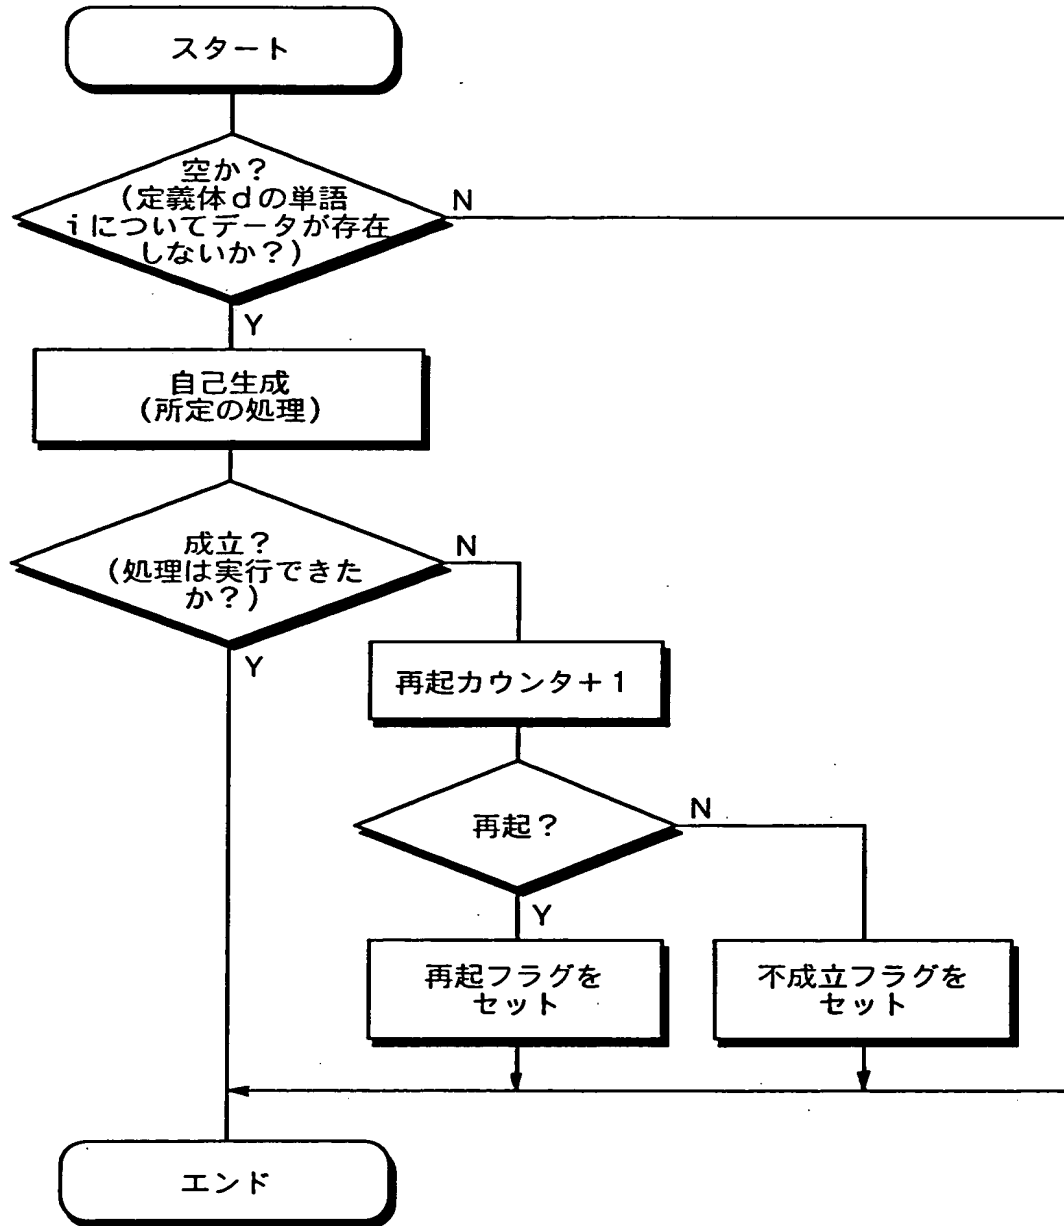 スタート
空か？
（定義体ｄの単語
ｉについてデータが存在
しないか？）
N
Y
自己生成
（所定の処理）
成立？
（処理は実行できた
か？）
N
Y
再起カウンタ＋１
再起？
N
Y
再起フラグを
セット
不成立フラグを
セット
エンド